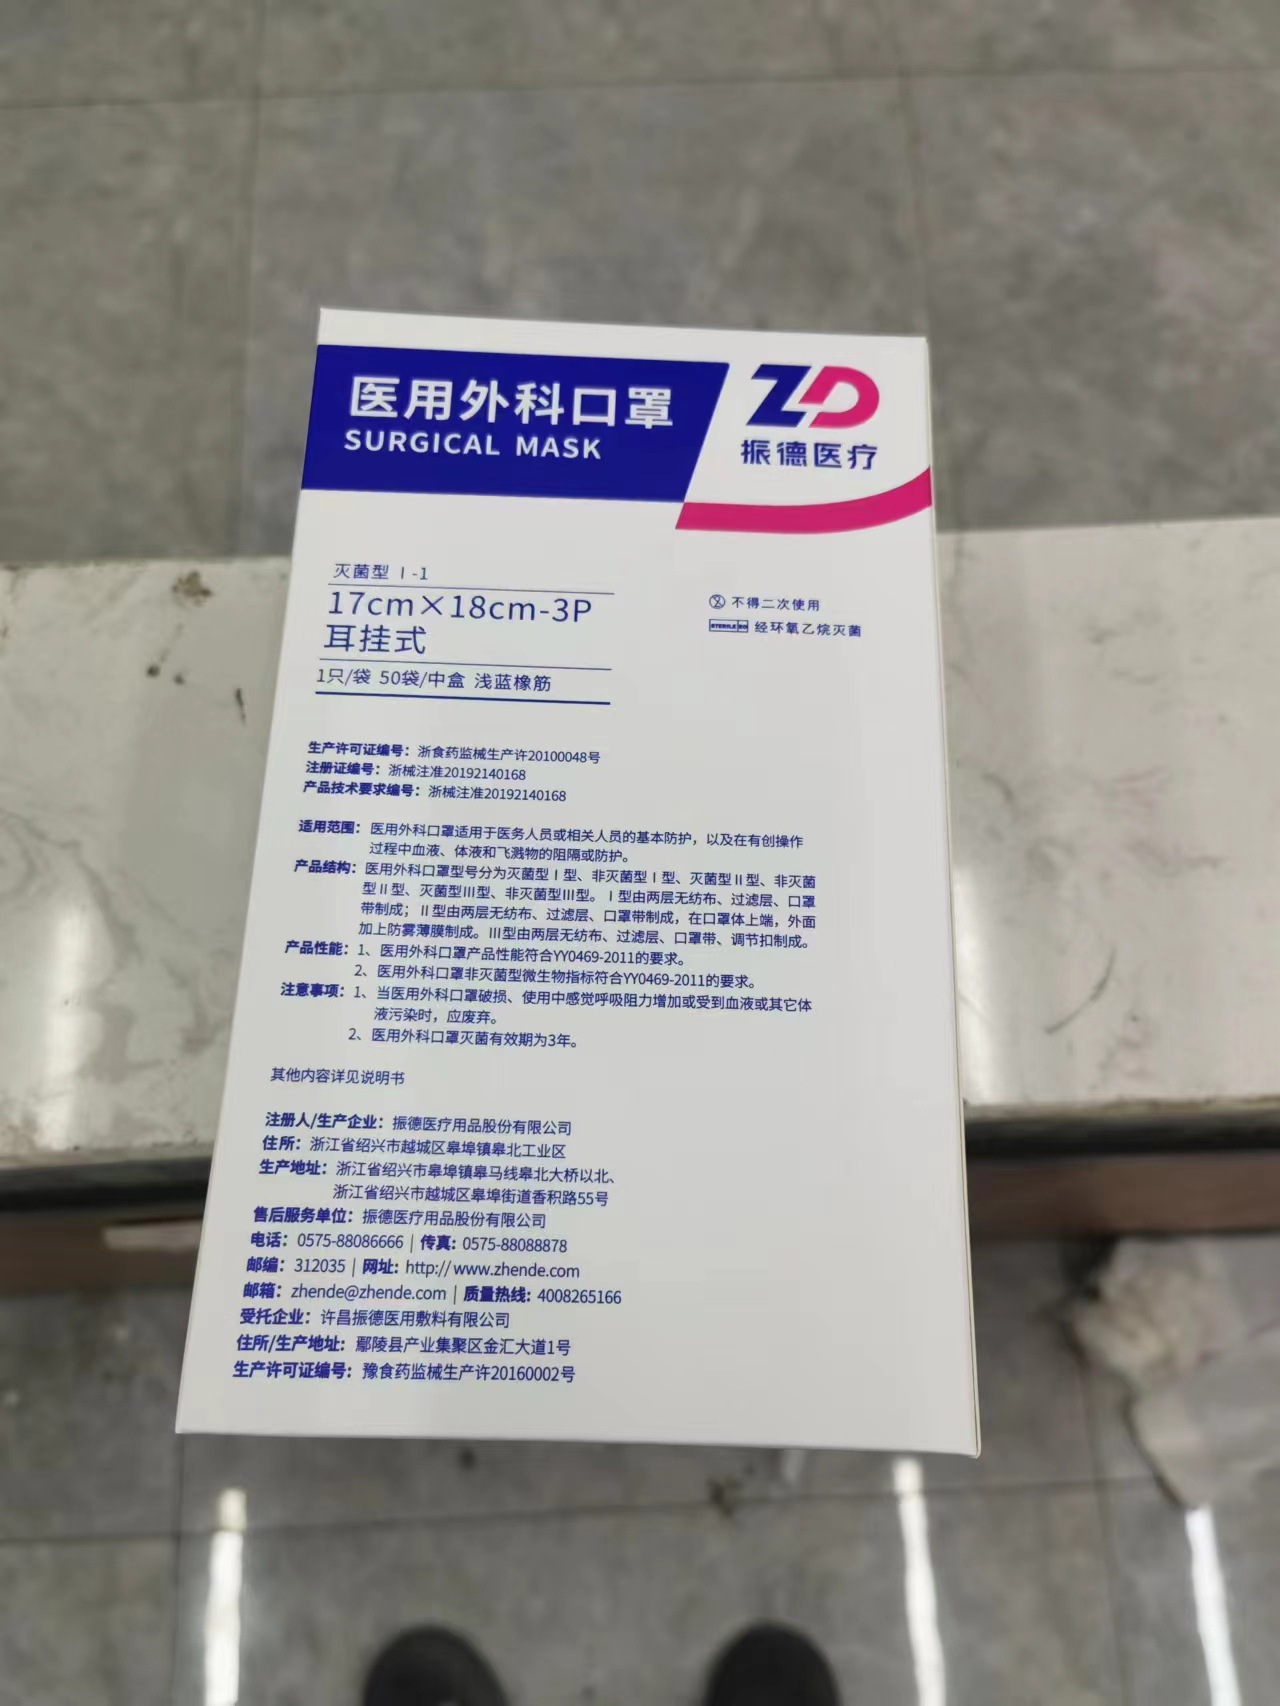 医用外科口罩
SURGICAL MASK
ZD
振德医疗
灭菌型 Ⅰ-1
17cm×18cm-3P
耳挂式
1只/袋 50袋/中盒 浅蓝橡筋
不得二次使用
STERILE EO 经环氧乙烷灭菌
生产许可证编号：浙食药监械生产许20100048号
注册证编号：浙械注准20192140168
产品技术要求编号：浙械注准20192140168
适用范围：医用外科口罩适用于医务人员或相关人员的基本防护，以及在有创操作
过程中血液、体液和飞溅物的阻隔或防护。
产品结构：医用外科口罩型号分为灭菌型Ⅰ型、非灭菌型Ⅰ型、灭菌型Ⅱ型、非灭菌
型Ⅱ型、灭菌型Ⅲ型、非灭菌型Ⅲ型。Ⅰ型由两层无纺布、过滤层、口罩
带制成；Ⅱ型由两层无纺布、过滤层、口罩带制成，在口罩体上端，外面
加上防雾薄膜制成。Ⅲ型由两层无纺布、过滤层、口罩带、调节扣制成。
产品性能：1、医用外科口罩产品性能符合YY0469-2011的要求。
2、医用外科口罩非灭菌型微生物指标符合YY0469-2011的要求。
注意事项：1、当医用外科口罩破损、使用中感觉呼吸阻力增加或受到血液或其它体
液污染时，应废弃。
2、医用外科口罩灭菌有效期为3年。
其他内容详见说明书
注册人/生产企业：振德医疗用品股份有限公司
住所：浙江省绍兴市越城区皋埠镇皋北工业区
生产地址：浙江省绍兴市皋埠镇皋马线皋北大桥以北、
浙江省绍兴市越城区皋埠街道香积路55号
售后服务单位：振德医疗用品股份有限公司
电话：0575-88086666 | 传真: 0575-88088878
邮编：312035 | 网址: http://www.zhende.com
邮箱：zhende@zhende.com | 质量热线: 4008265166
受托企业：许昌振德医用敷料有限公司
住所/生产地址：鄢陵县产业集聚区金汇大道1号
生产许可证编号：豫食药监械生产许20160002号